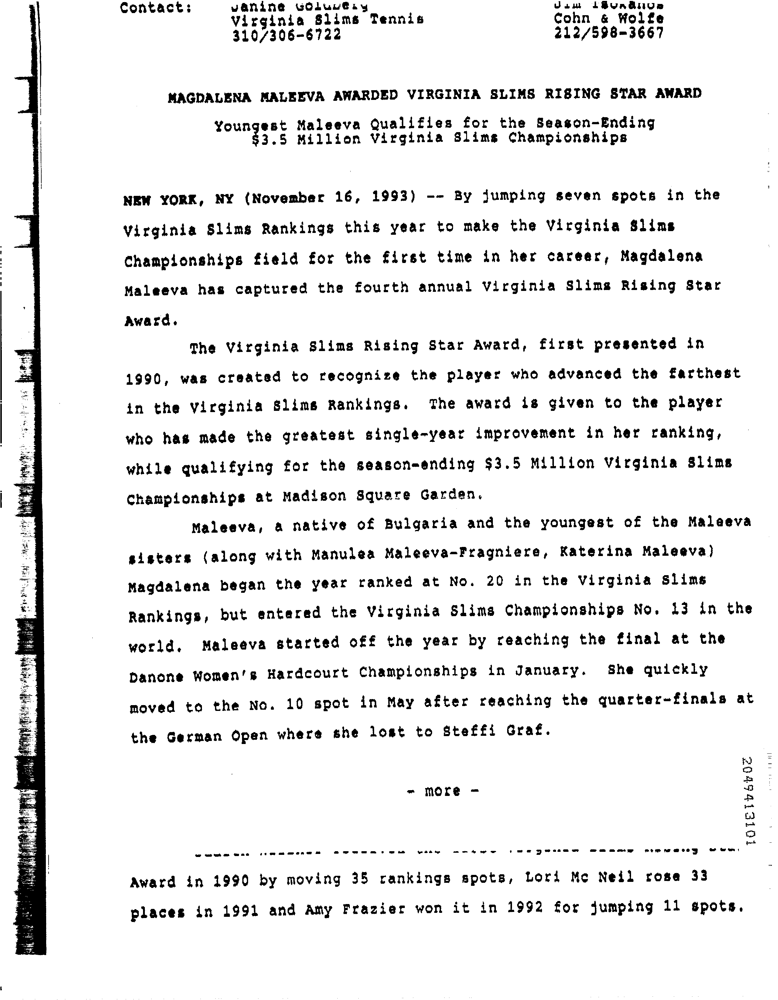 Contact: Janine
Virginia Slims Tennis Cohn & Wolfe
310/306-6722 212/598-3667
MAGDALENA MALEEVA AWARDED VIRGINIA SLIMS RISING STAR AWARD
Youngest Maleeva Qualifies for the Season-Ending
$3.5 Million Virginia Slims Championships
NEW YORK, NY (November 16, 1993) -- By jumping seven spots in the
Virginia Slims Rankings this year to make the Virginia Slims
Championships field for the first time in her career, Magdalena
Maleeva has captured the fourth annual Virginia Slims Rising Star
Award.
The Virginia Slims Rising Star Award, first presented in
1990, was created to recognize the player who advanced the farthest
in the Virginia Slims Rankings. The award is given to the player
who has made the greatest single-year improvement in her ranking,
while qualifying for the season-ending $3.5 Million Virginia Slims
Championships at Madison Square Garden.
Maleeva, a native of Bulgaria and the youngest of the Maleeva
sisters (along with Manulea Maleeva-Fragniere, Katerina Maleeva)
Magdalena began the year ranked at No. 20 in the Virginia Slims
Rankings, but entered the Virginia Slims Championships No. 13 in the
world. Maleeva started off the year by reaching the final at the
Danone Women's Hardcourt Championships in January. She quickly
moved to the No. 10 spot in May after reaching the quarter-finals at
the German Open where she lost to Steffi Graf.
- more -
2049413101
Award in 1990 by moving 35 rankings spots, Lori Mc Neil rose 33
places in 1991 and Amy Frazier won it in 1992 for jumping 11 spots.